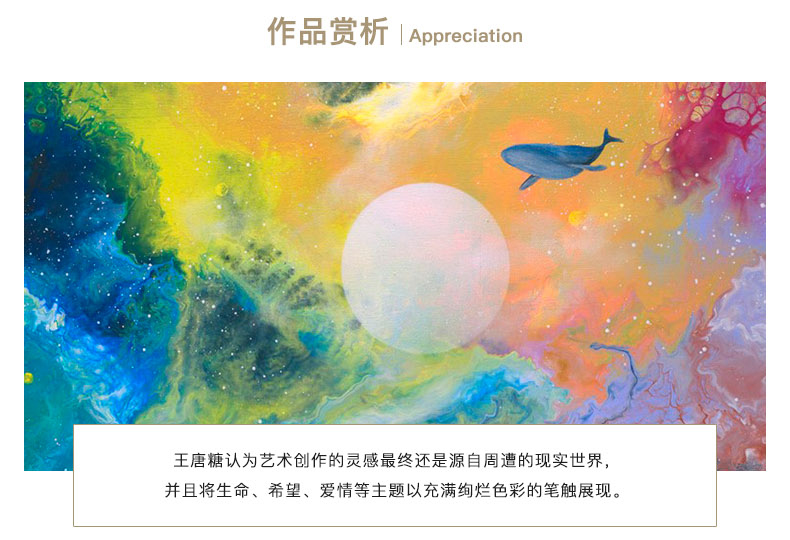 作品赏析 | Appreciation
王唐糖认为艺术创作的灵感最终还是源自周遭的现实世界，
并且将生命、希望、爱情等主题以充满绚烂色彩的笔触展现。